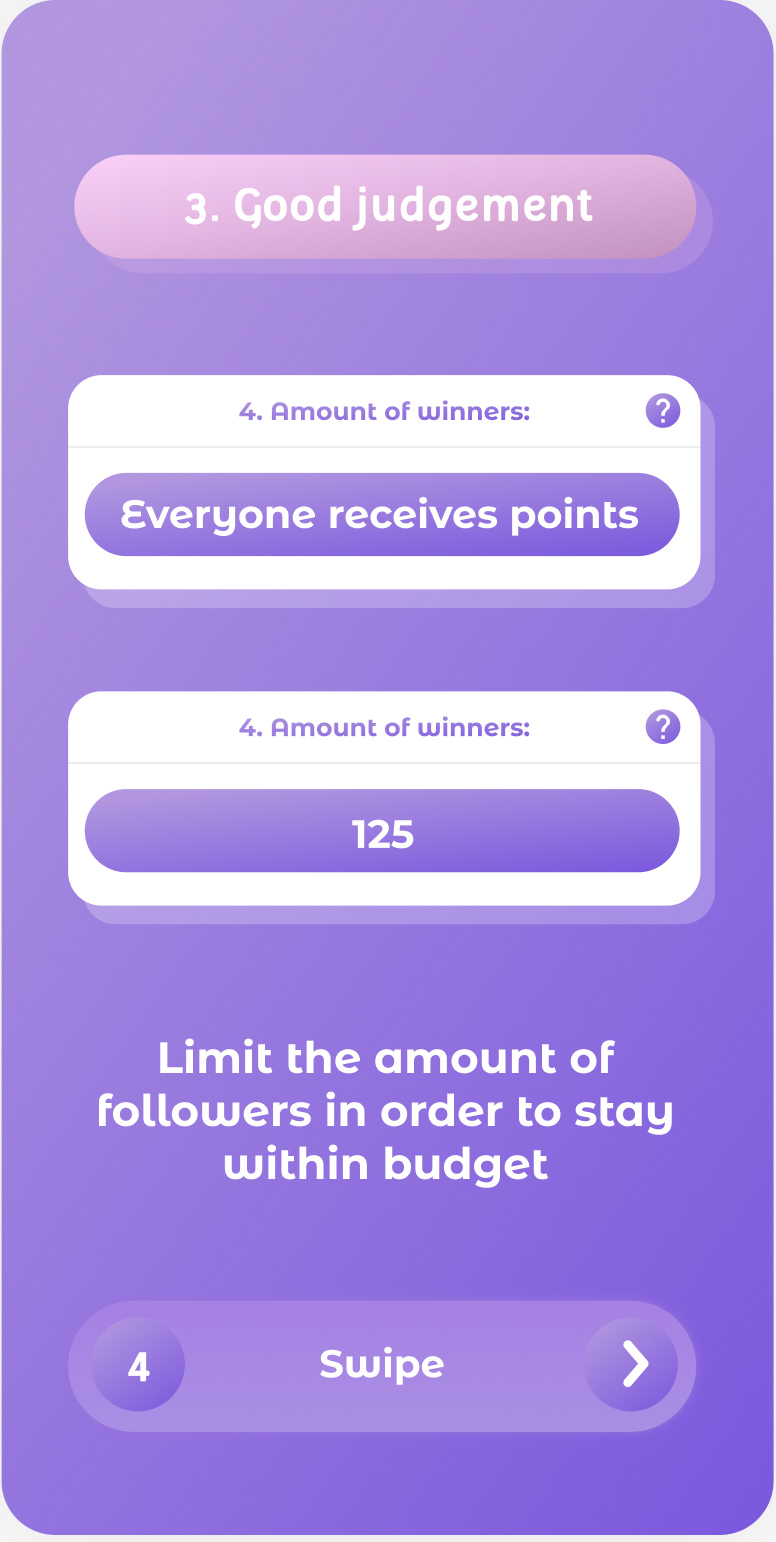 3. Good judgement
4. Amount of winners:
?
Everyone receives points
4. Amount of winners:
?
125
Limit the amount of
followers in order to stay
within budget
4
Swipe